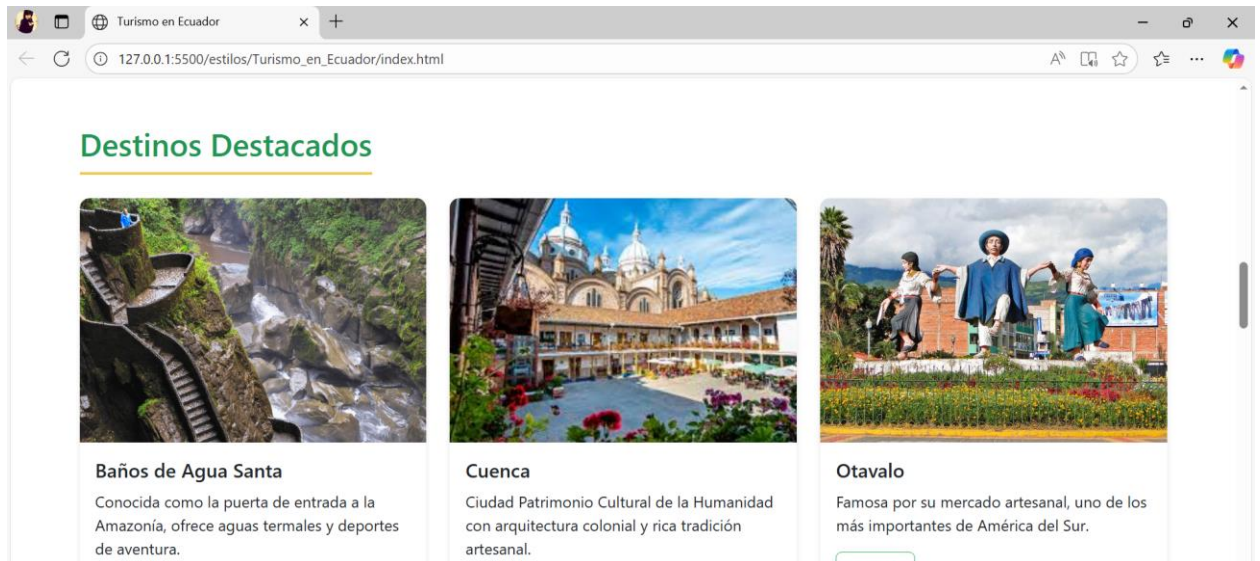 Turismo en Ecuador
127.0.0.1:5500/estilos/Turismo_en_Ecuador/index.html
Destinos Destacados
Baños de Agua Santa
Conocida como la puerta de entrada a la
Amazonía, ofrece aguas termales y deportes
de aventura.
Cuenca
Ciudad Patrimonio Cultural de la Humanidad
con arquitectura colonial y rica tradición
artesanal.
Otavalo
Famosa por su mercado artesanal, uno de los
más importantes de América del Sur.